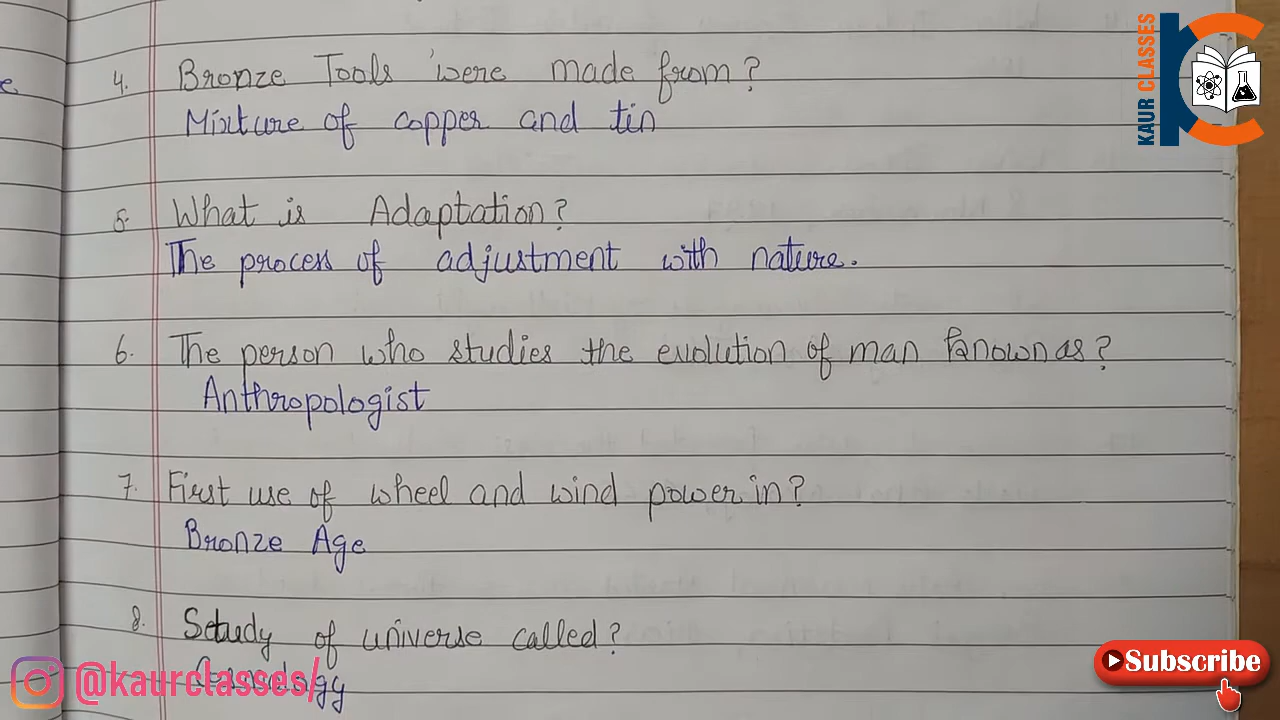 KAUR CLASSES
4. Bronze Tools were made from?
Mixture of copper and tin
5. What is Adaptation?
The process of adjustment with nature.
6. The person who studies the evolution of man known as?
Anthropologist
7. First use of wheel and wind power in?
Bronze Age
8. Study of universe called?
@kaurclasses/
Subscribe